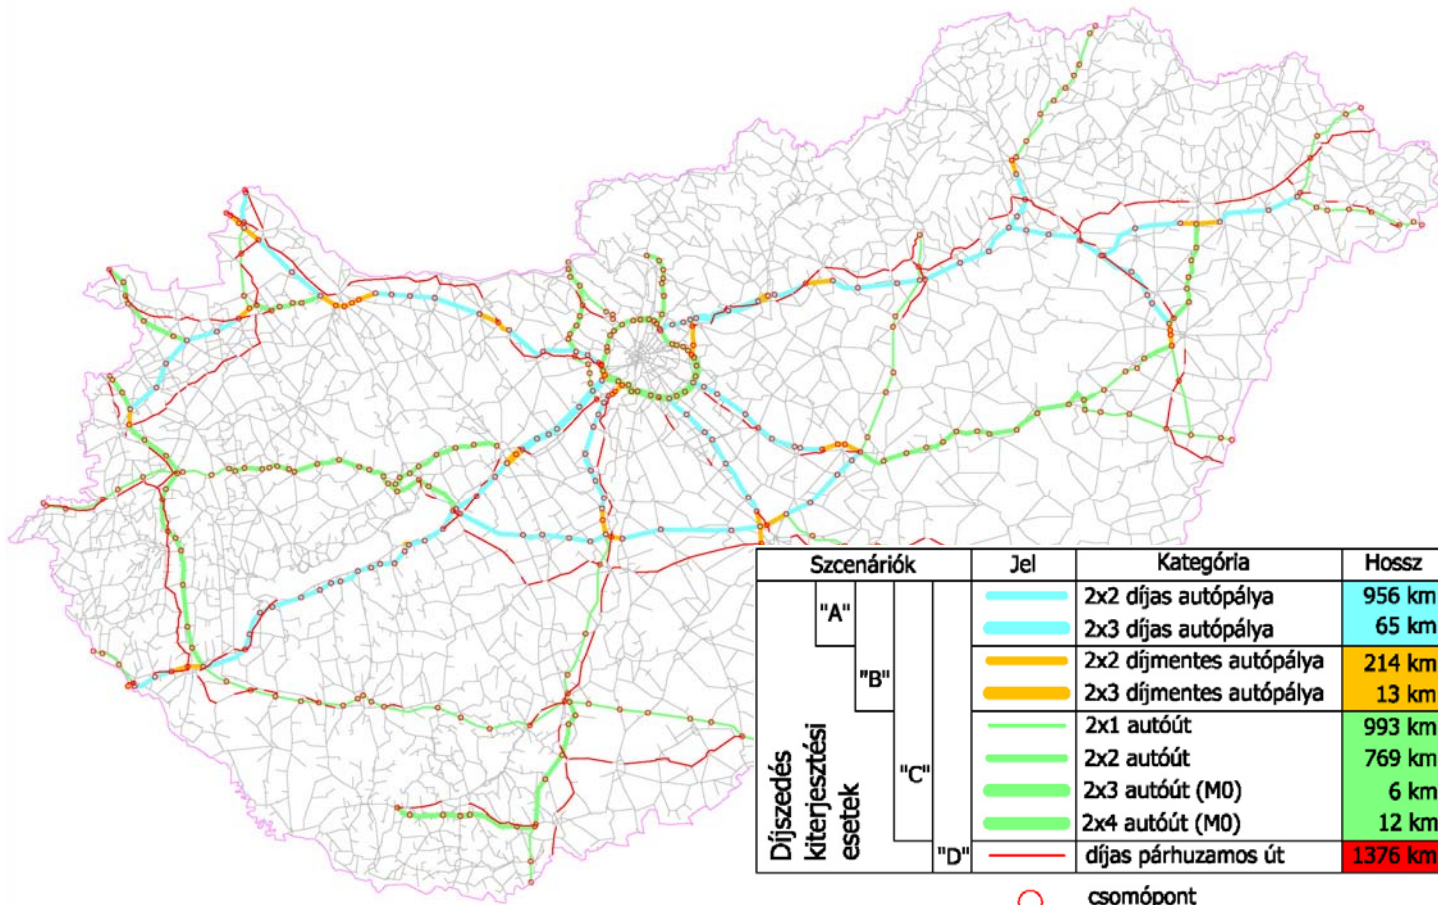 Szcenáriók Jel Kategória Hossz
"A" 2x2 díjas autópálya 956 km
2x3 díjas autópálya 65 km
"B" 2x2 díjmentes autópálya 214 km
2x3 díjmentes autópálya 13 km
2x1 autóút 993 km
"C" 2x2 autóút 769 km
2x3 autóút (M0) 6 km
2x4 autóút (M0) 12 km
"D" díjas párhuzamos út 1376 km
Díjszedés
kiterjesztési
esetek
csomópont